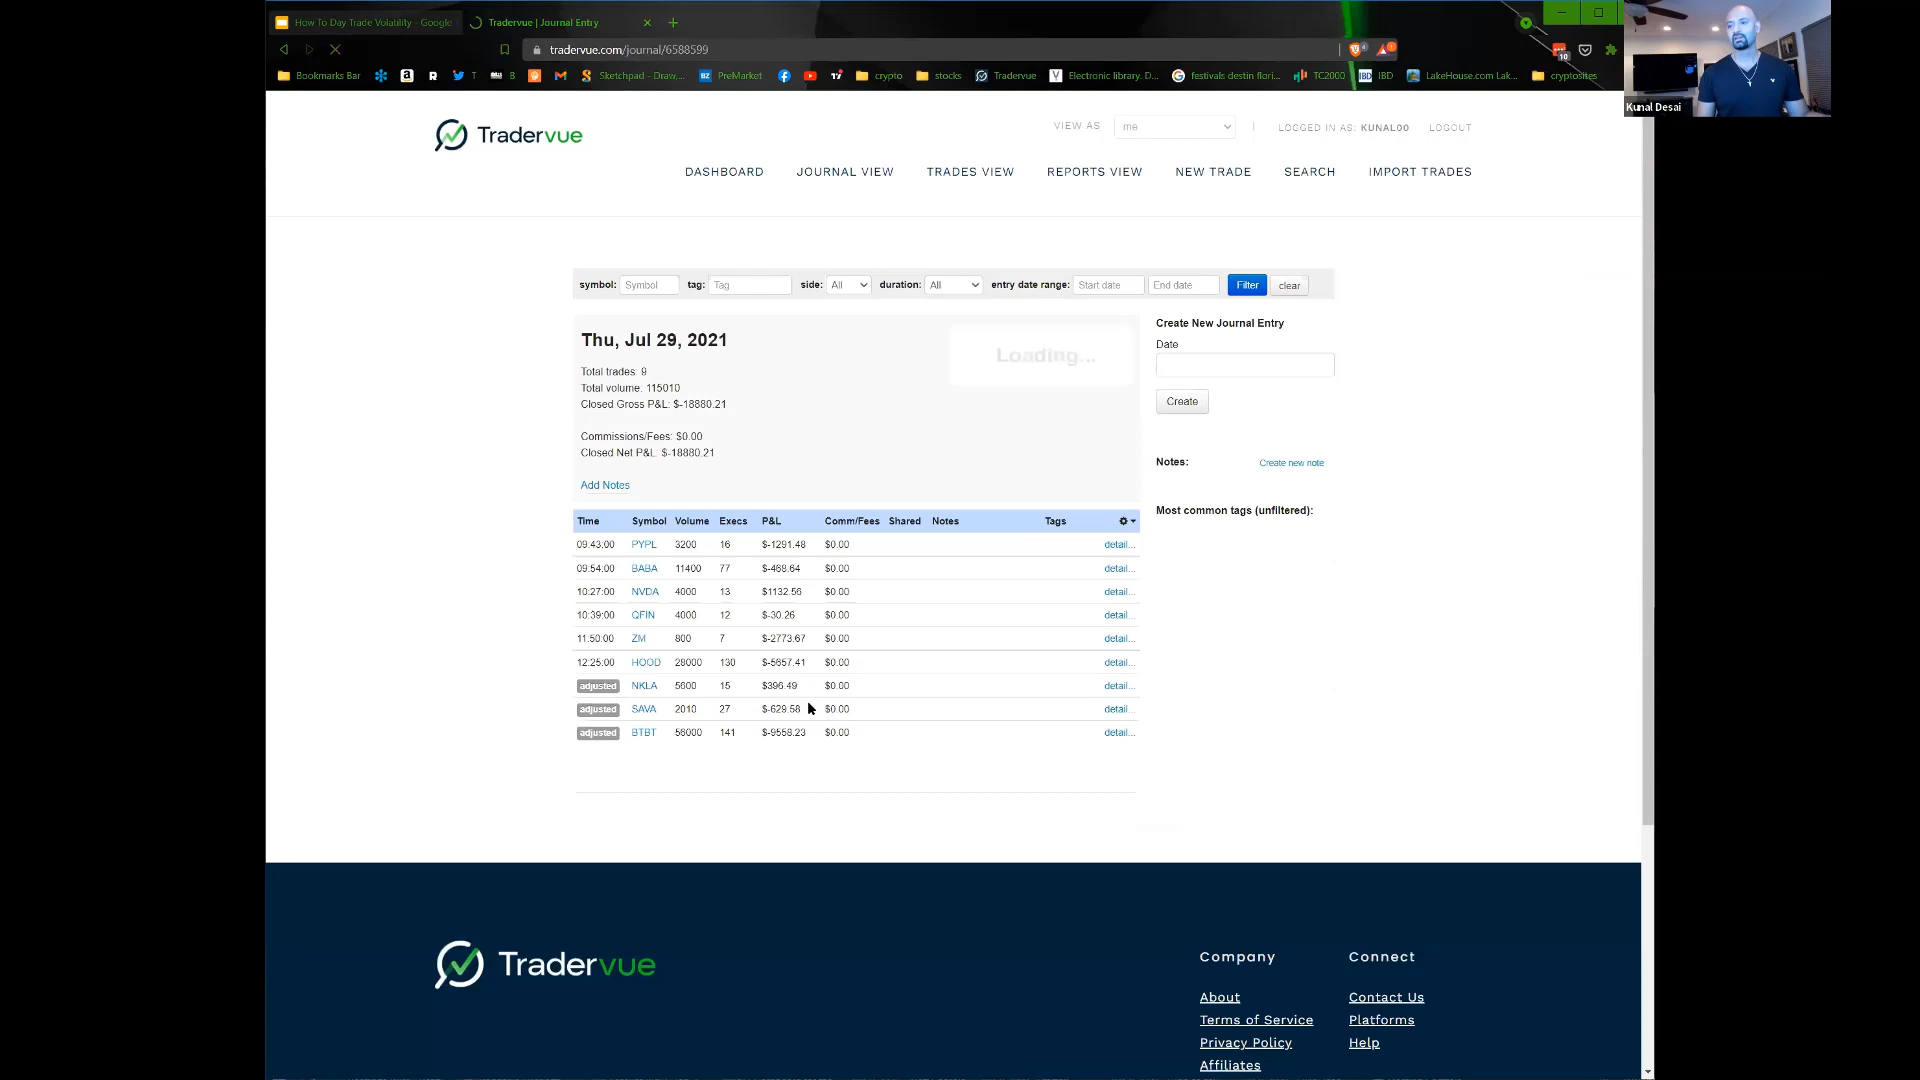 How To Day Trade Volatility - Google
Tradervue | Journal Entry
tradervue.com/journal/6588599
Bookmarks Bar
T
B
Sketchpad - Draw,...
PreMarket
crypto
stocks
Tradervue
Electronic library. D...
festivals destin flori...
TC2000
IBD
LakeHouse.com Lak...
cryptosites
Kunal Desai
Tradervue
VIEW AS me LOGGED IN AS: KUNAL00 LOGOUT
DASHBOARD JOURNAL VIEW TRADES VIEW REPORTS VIEW NEW TRADE SEARCH IMPORT TRADES
symbol: Symbol tag: Tag side: All duration: All entry date range: Start date End date Filter clear
Thu, Jul 29, 2021
Loading...
Total trades: 9
Total volume: 115010
Closed Gross P&L: $-18880.21
Commissions/Fees: $0.00
Closed Net P&L: $-18880.21
Add Notes
Create New Journal Entry
Date
Create
Notes: Create new note
Most common tags (unfiltered):
Time Symbol Volume Execs P&L Comm/Fees Shared Notes Tags
09:43:00 PYPL 3200 16 $-1291.48 $0.00 detail...
09:54:00 BABA 11400 77 $-468.64 $0.00 detail...
10:27:00 NVDA 4000 13 $1132.56 $0.00 detail...
10:39:00 QFIN 4000 12 $-30.26 $0.00 detail...
11:50:00 ZM 800 7 $-2773.67 $0.00 detail...
12:25:00 HOOD 28000 130 $-5657.41 $0.00 detail...
adjusted NKLA 5600 15 $396.49 $0.00 detail...
adjusted SAVA 2010 27 $-629.58 $0.00 detail...
adjusted BTBT 56000 141 $-9558.23 $0.00 detail...
Tradervue
Company
About
Terms of Service
Privacy Policy
Affiliates
Connect
Contact Us
Platforms
Help